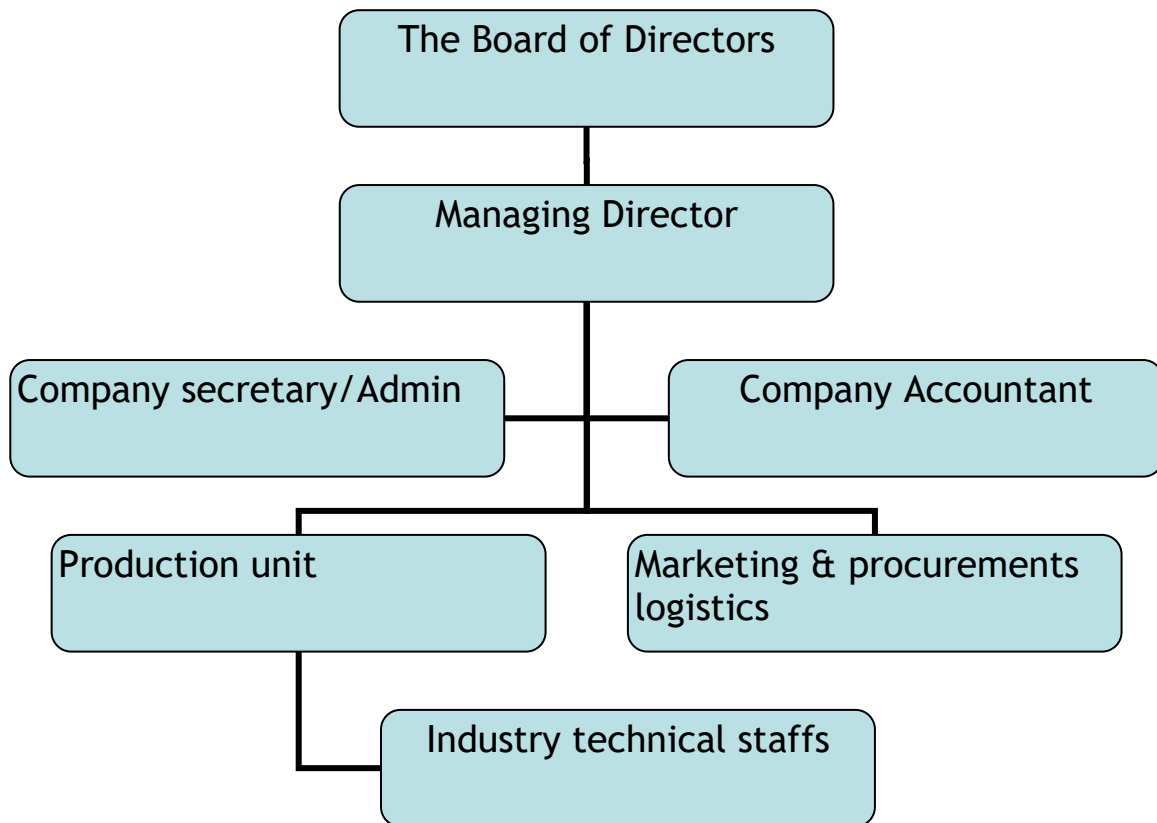 The Board of Directors
Managing Director
Company secretary/Admin
Company Accountant
Production unit
Marketing & procurements
logistics
Industry technical staffs